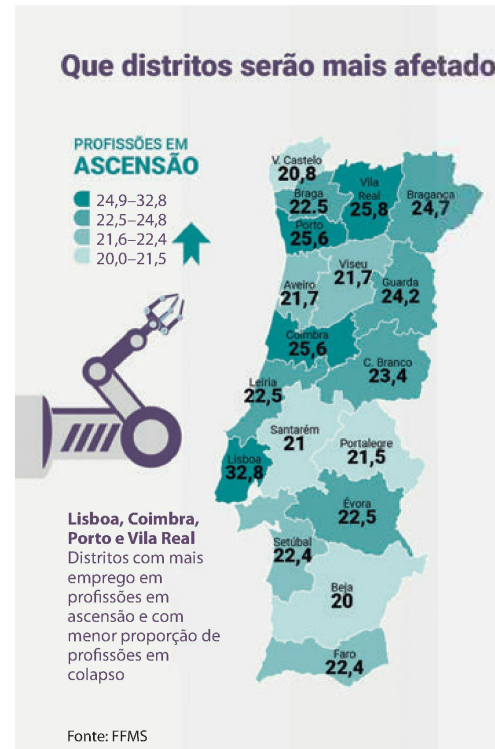 Que distritos serão mais afetado
PROFISSÕES EM
ASCENSÃO
24,9–32,8
22,5–24,8
21,6–22,4
20,0–21,5
V. Castelo
20,8
Braga
22.5
Vila
Real
25,8
Bragança
24,7
Porto
25,6
Viseu
21,7
Aveiro
21,7
Guarda
24,2
Coimbra
25,6
C. Branco
23,4
Leiria
22,5
Santarém
21
Portalegre
21,5
Lisboa
32,8
Évora
22,5
Setúbal
22,4
Beja
20
Faro
22,4
Lisboa, Coimbra,
Porto e Vila Real
Distritos com mais
emprego em
profissões em
ascensão e com
menor proporção de
profissões em
colapso
Fonte: FFMS